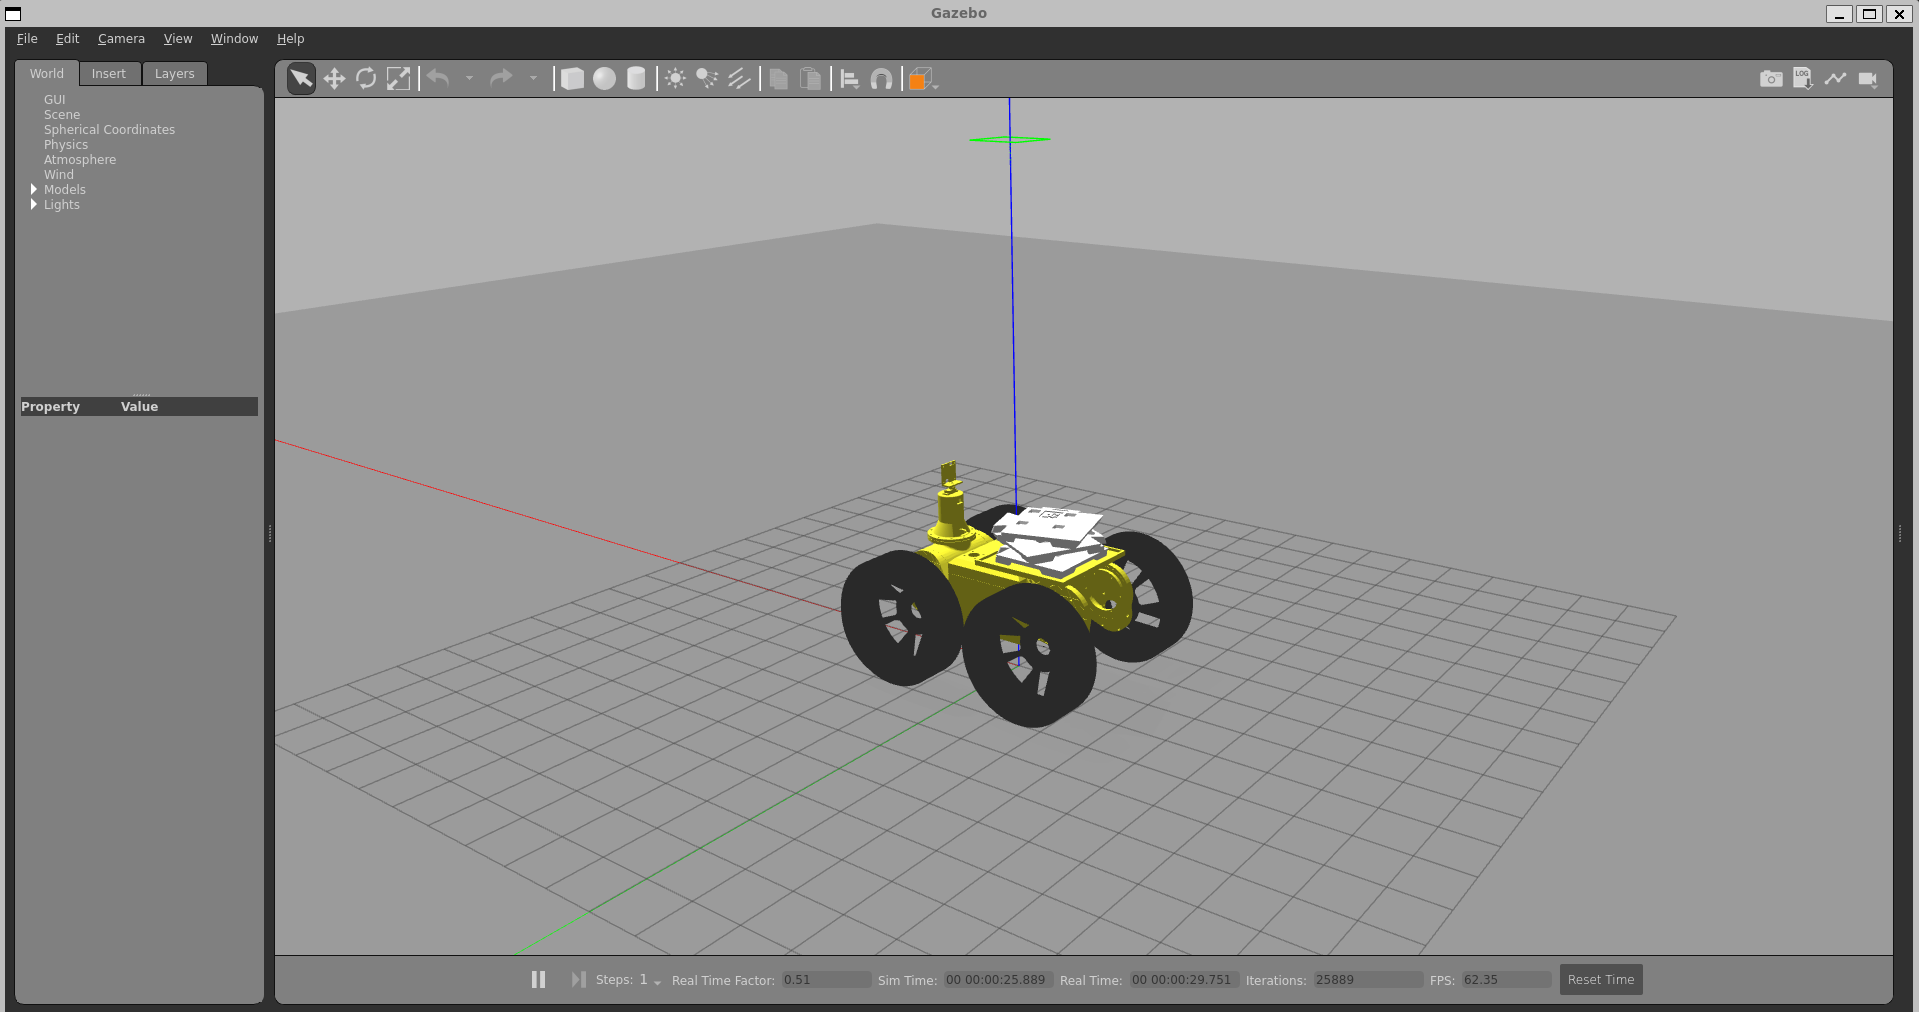 Gazebo
File Edit Camera View Window Help
World Insert Layers
LOG
GUI
Scene
Spherical Coordinates
Physics
Atmosphere
Wind
Models
Lights
Property Value
Steps: 1 Real Time Factor: 0.51 Sim Time: 00 00:00:25.889 Real Time: 00 00:00:29.751 Iterations: 25889 FPS: 62.35 Reset Time